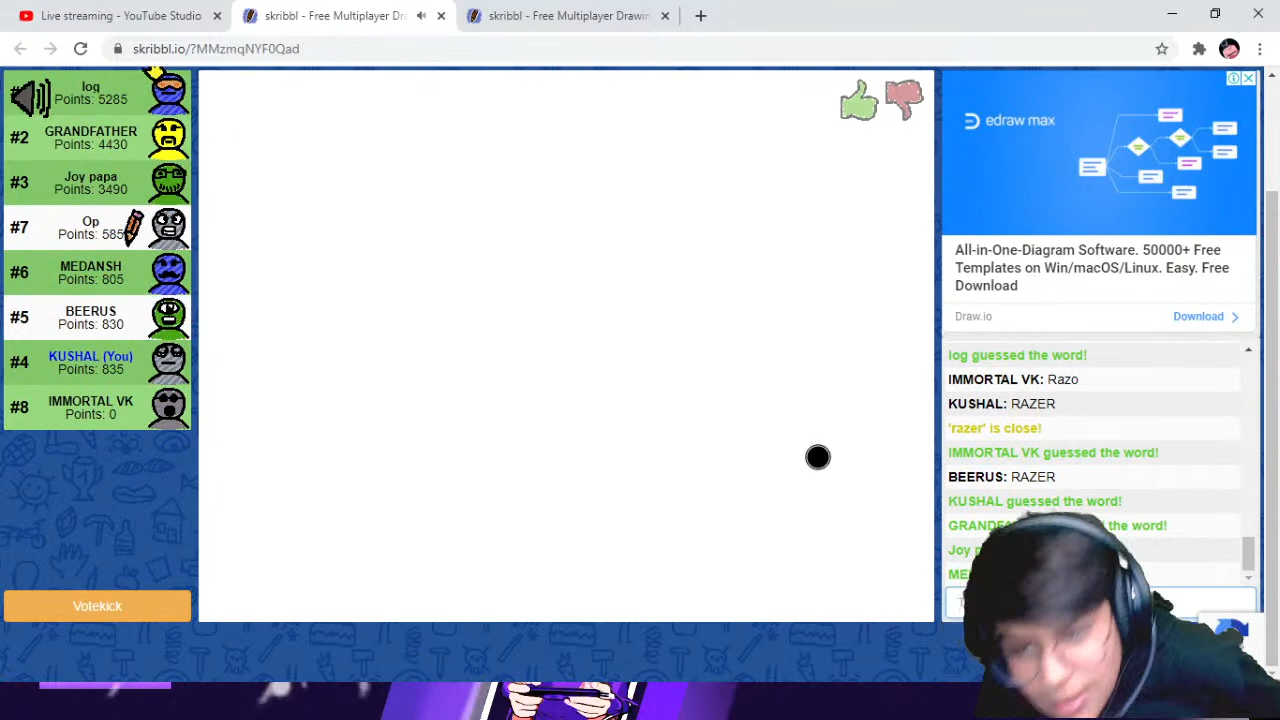 Live streaming - YouTube Studio
skribbl - Free Multiplayer Dra
skribbl - Free Multiplayer Drawin
skribbl.io/?MMzmqNYF0Qad
log
Points: 5285
#2
GRANDFATHER
Points: 4430
#3
Joy papa
Points: 3490
#7
Op
Points: 585
#6
MEDANSH
Points: 805
#5
BEERUS
Points: 830
#4
KUSHAL (You)
Points: 835
#8
IMMORTAL VK
Points: 0
Votekick
edraw max
All-in-One-Diagram Software. 50000+ Free
Templates on Win/macOS/Linux. Easy. Free
Download
Draw.io
Download
log guessed the word!
IMMORTAL VK: Razo
KUSHAL: RAZER
'razer' is close!
IMMORTAL VK guessed the word!
BEERUS: RAZER
KUSHAL guessed the word!
the word!
Joy